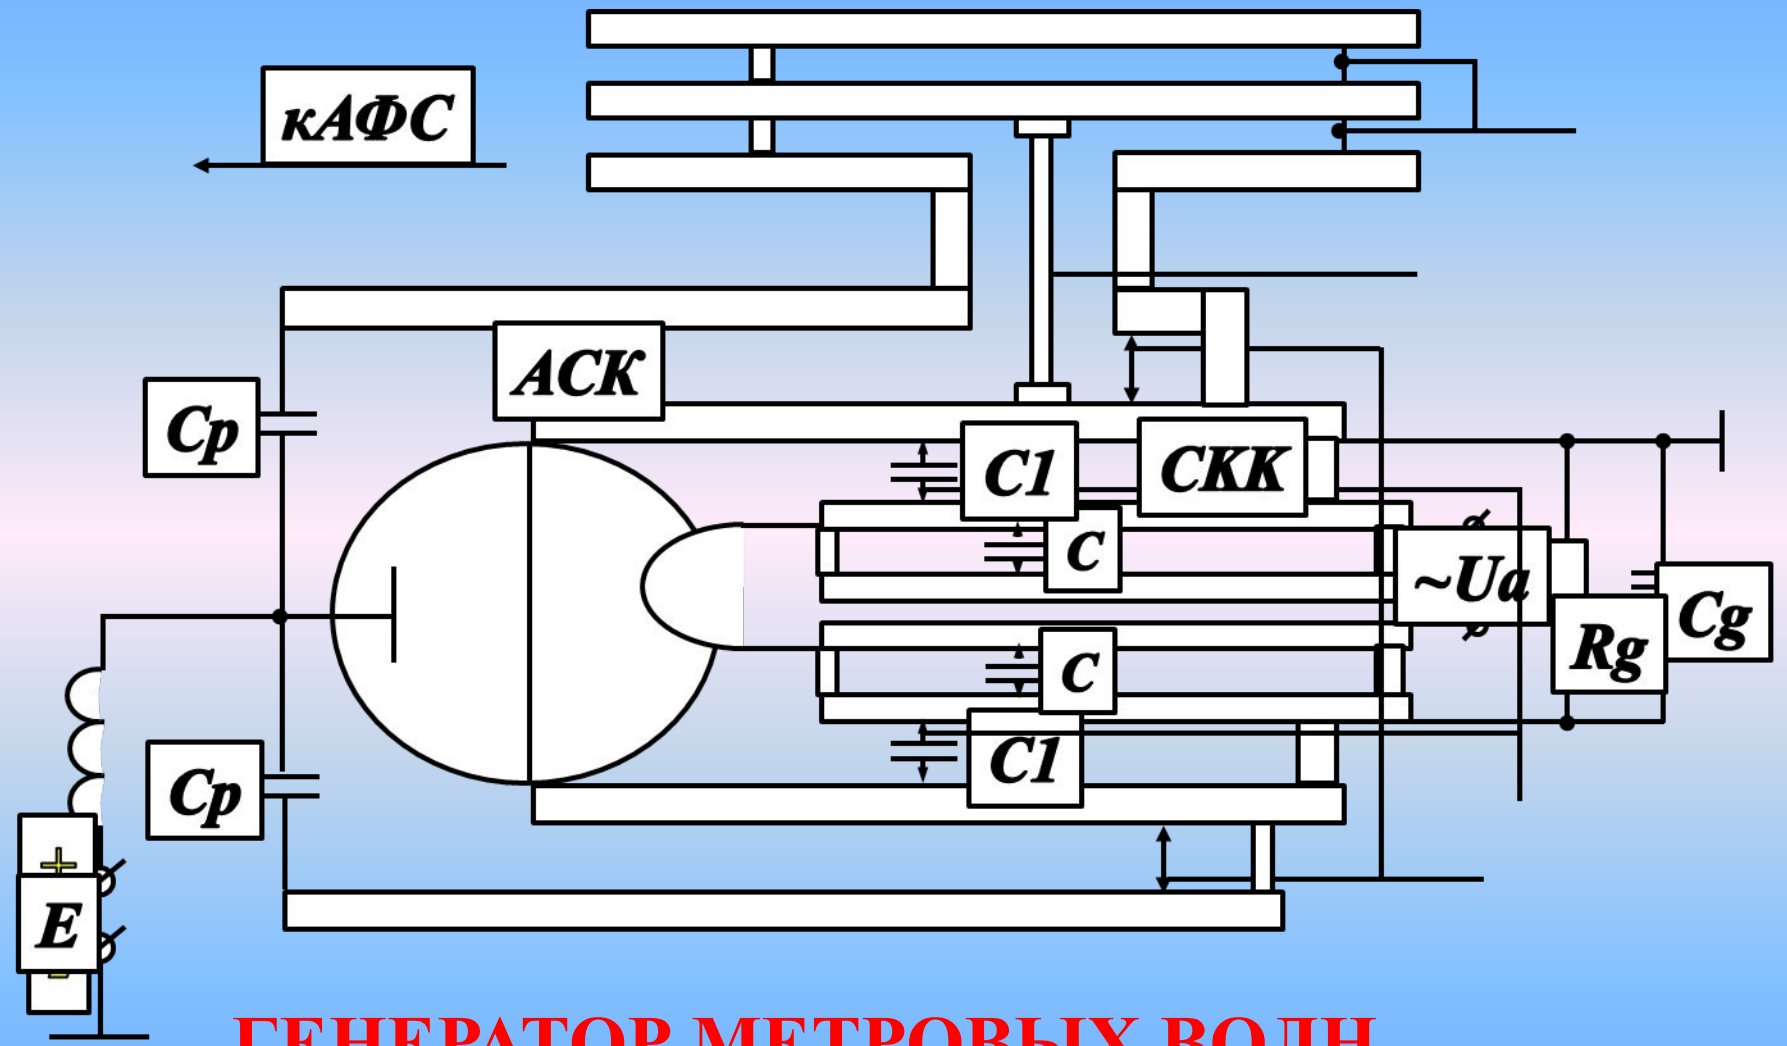 кАФС
АСК
Ср
С1
СКК
С
~Ua
Cg
Rg
С
С1
Ср
+
Е
-
ГЕНЕРАТОР МЕТРОВЫХ ВОЛН